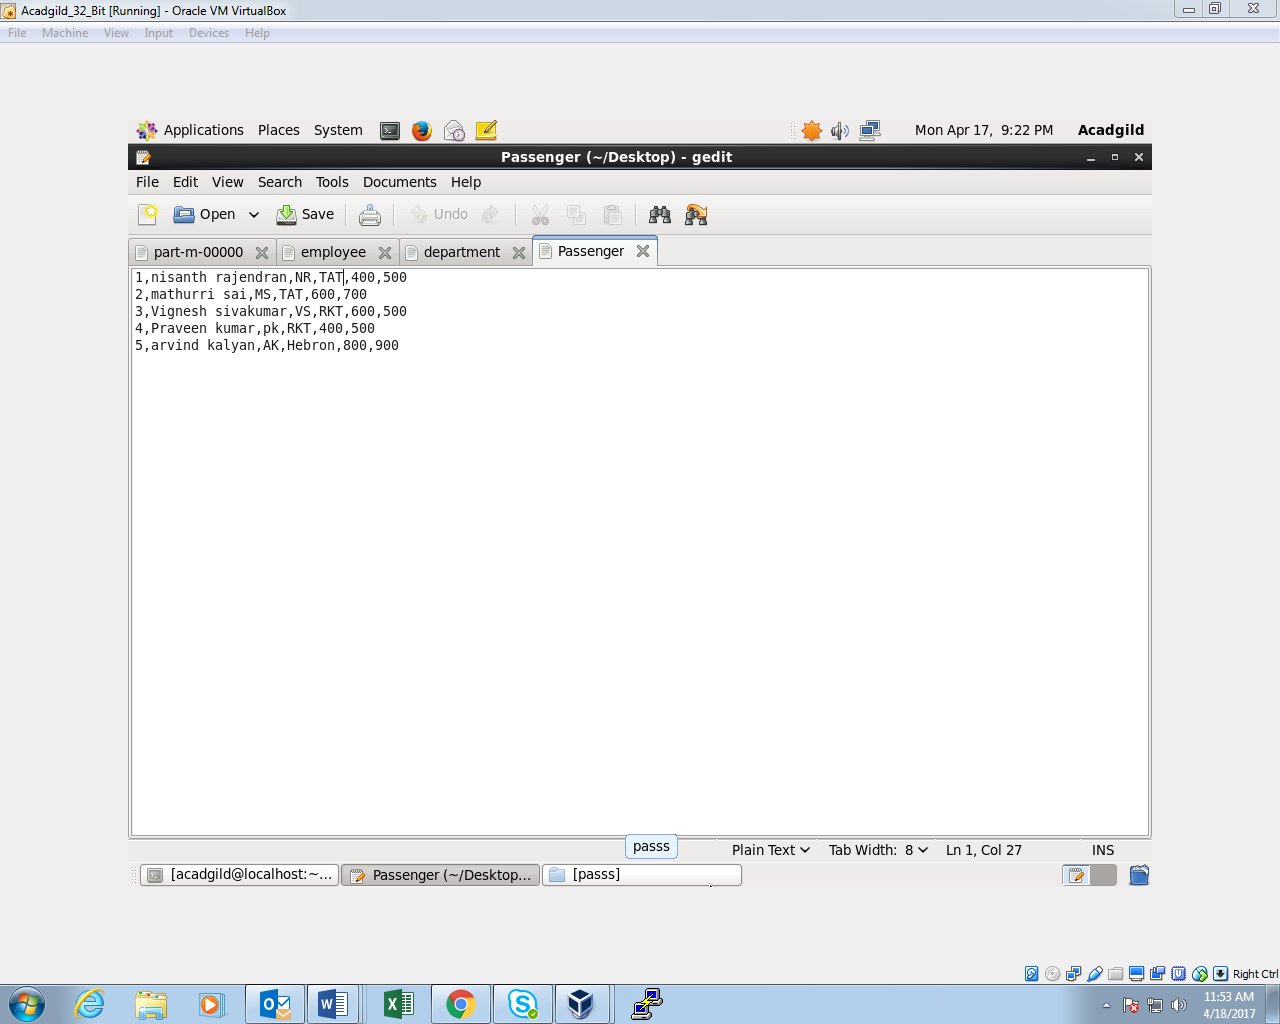 Acadgild_32_Bit [Running] - Oracle VM VirtualBox
File Machine View Input Devices Help
Applications Places System Mon Apr 17, 9:22 PM Acadgild
Passenger (~/Desktop) - gedit
File Edit View Search Tools Documents Help
Open Save Undo
part-m-00000 employee department Passenger
1,nisanth rajendran,NR,TAT,400,500
2,mathurri sai,MS,TAT,600,700
3,Vignesh sivakumar,VS,RKT,600,500
4,Praveen kumar,pk,RKT,400,500
5,arvind kalyan,AK,Hebron,800,900
passs
Plain Text Tab Width: 8 Ln 1, Col 27 INS
[acadgild@localhost:~... Passenger (~/Desktop... [passs]
Right Ctrl
11:53 AM
4/18/2017